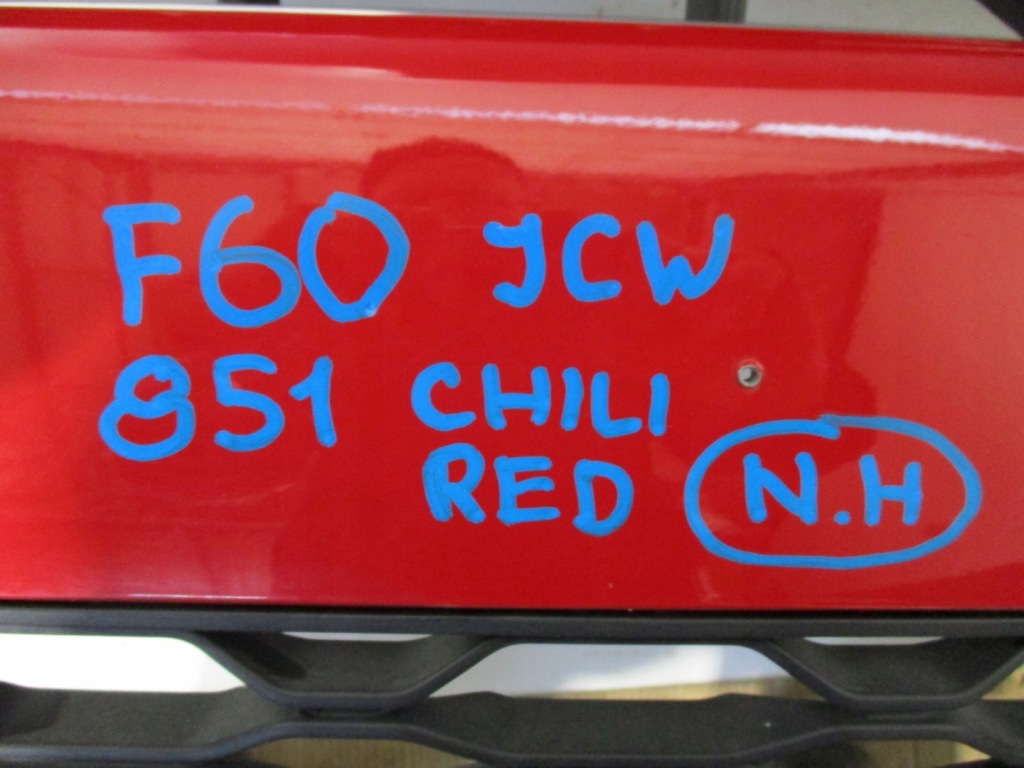 F60 JCW
851 CHILI
RED N.H